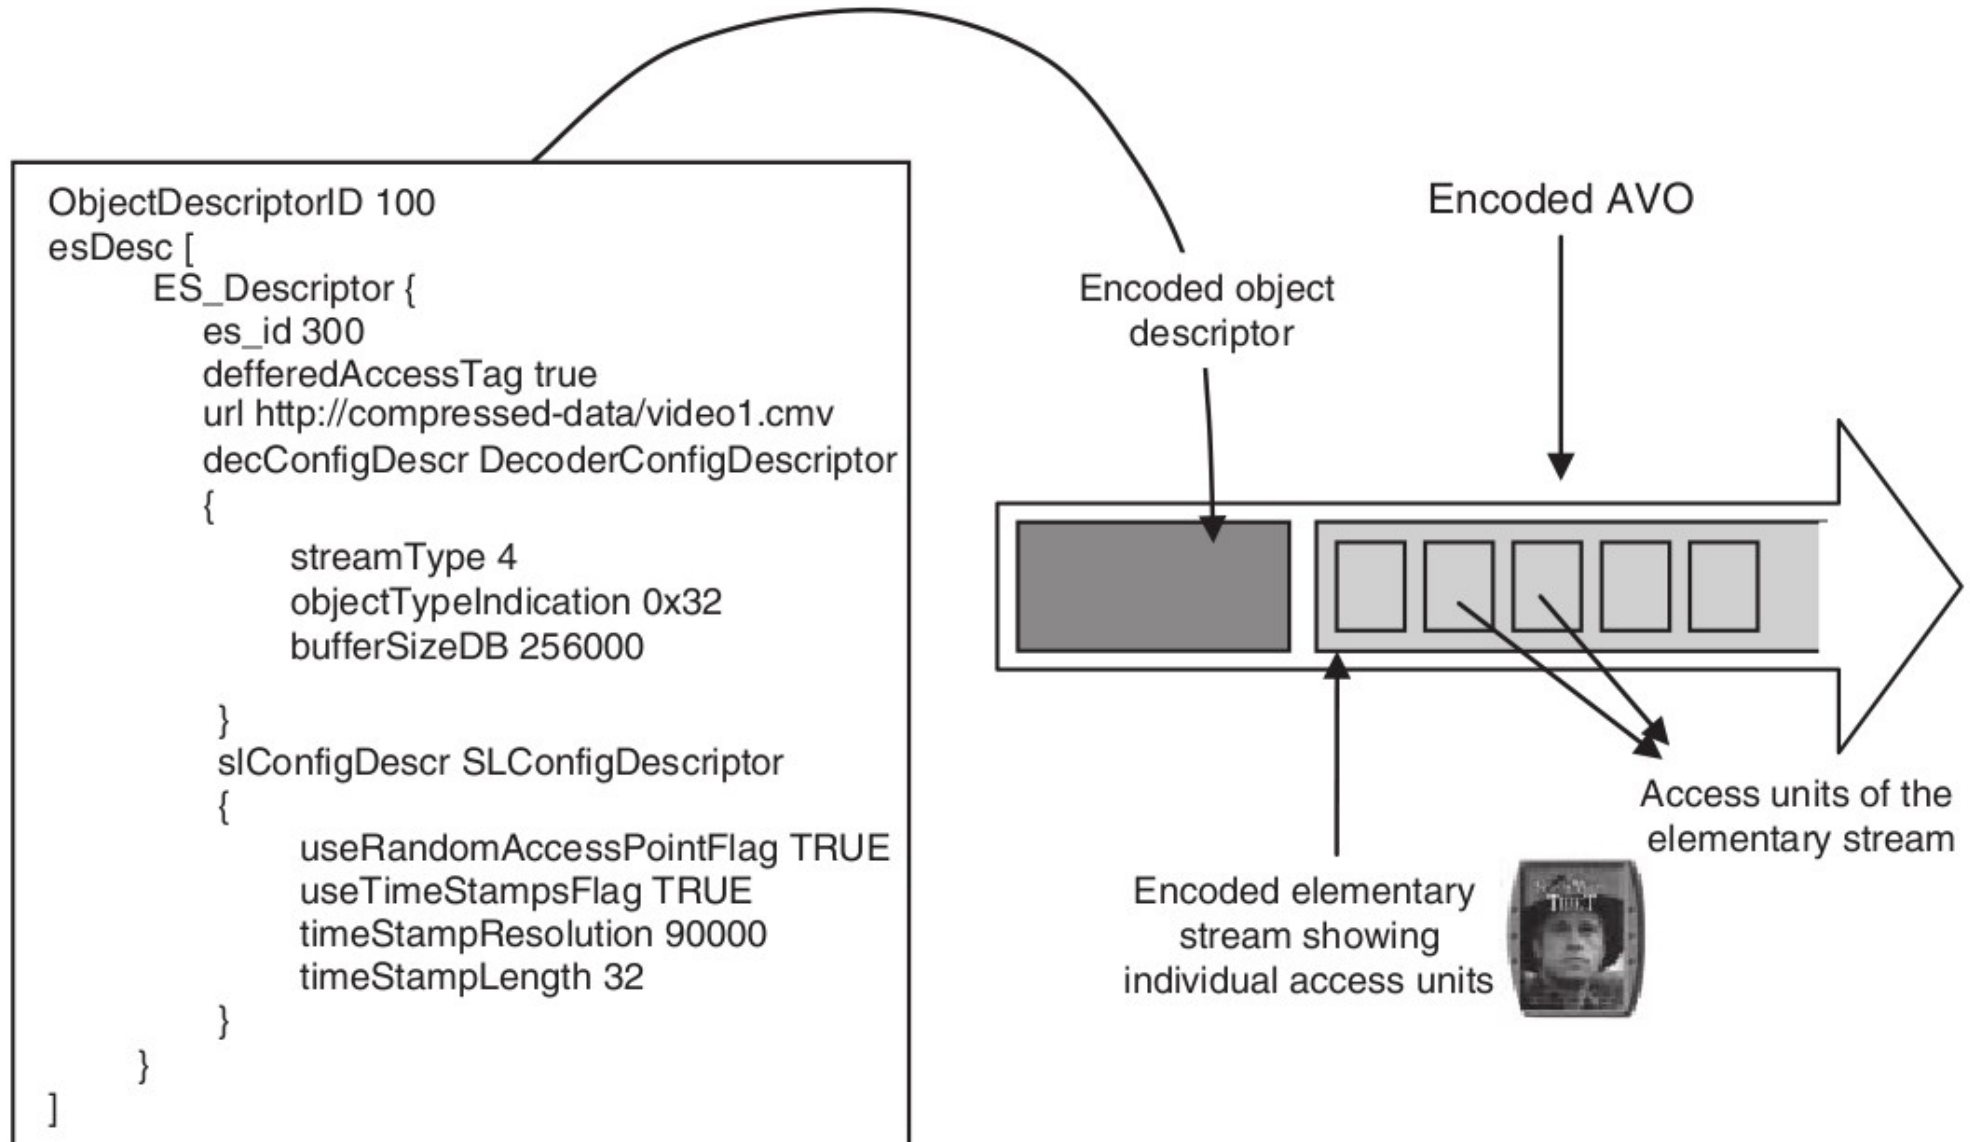 ObjectDescriptorID 100
esDesc [
ES_Descriptor {
es_id 300
defferedAccessTag true
url http://compressed-data/video1.cmv
decConfigDescr DecoderConfigDescriptor
{
streamType 4
objectTypeIndication 0x32
bufferSizeDB 256000
}
slConfigDescr SLConfigDescriptor
{
useRandomAccessPointFlag TRUE
useTimeStampsFlag TRUE
timeStampResolution 90000
timeStampLength 32
}
}
]
Encoded object
descriptor
Encoded AVO
Access units of the
elementary stream
Encoded elementary
stream showing
individual access units